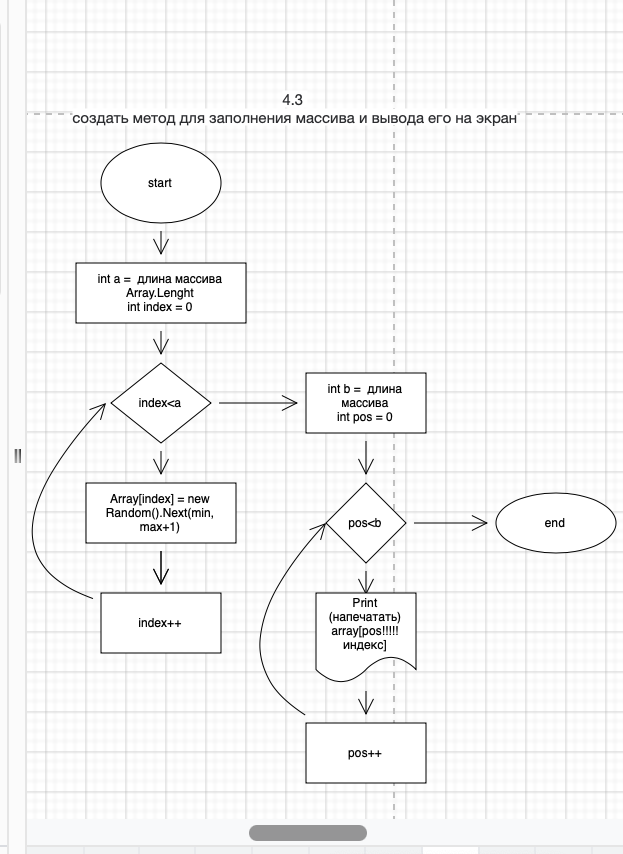 4.3
создать метод для заполнения массива и вывода его на экран
start
int a = длина массива
Array.Lenght
int index = 0
index<a
int b = длина
массива
int pos = 0
Array[index] = new
Random().Next(min,
max+1)
pos<b
end
index++
Print
(напечатать)
array[pos!!!!!
индекс]
pos++